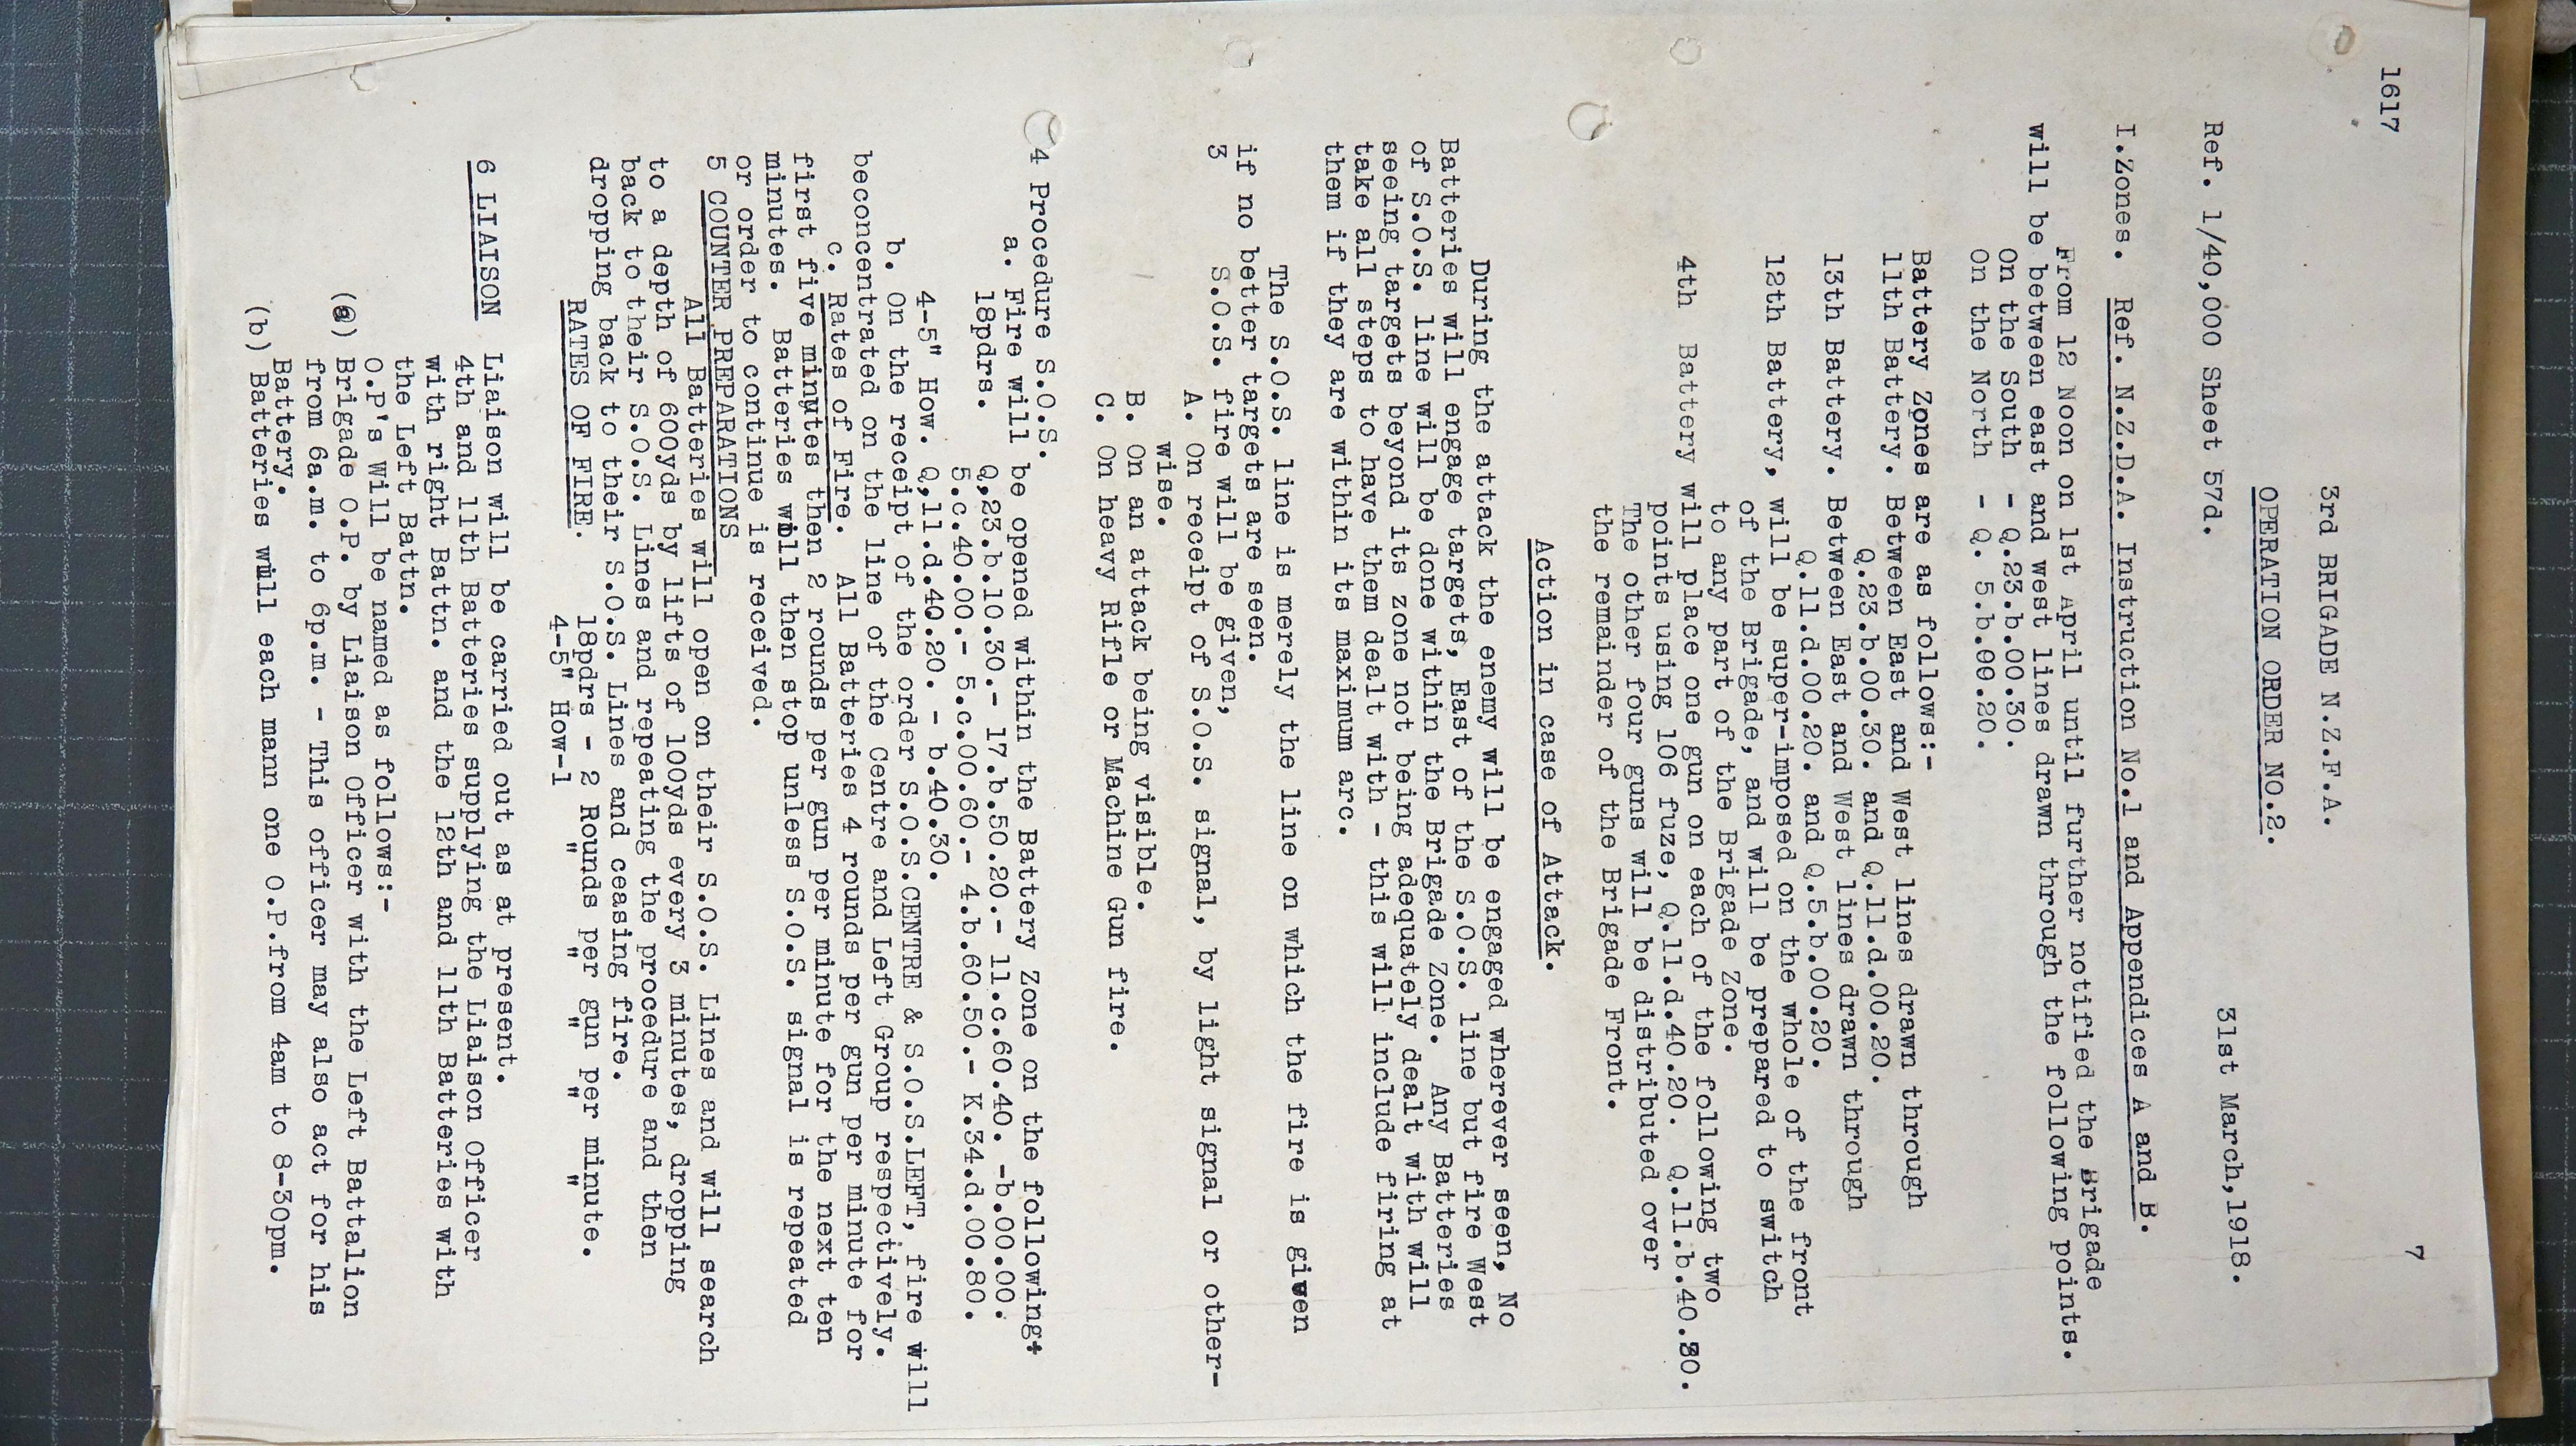 1617
7
3rd BRIGADE N.Z.F.A.
OPERATION ORDER NO.2.
31st March,1918.
Ref. 1/40,000 Sheet 57d.
I.Zones. Ref. N.Z.D.A. Instruction No.1 and Appendices A and B.
From 12 Noon on 1st April until further notified the Brigade
will be between east and west lines drawn through the following points.
On the South - Q.23.b.00.30.
On the North - Q. 5.b.00.20.
Battery Zones are as follows:-
11th Battery. Between East and West lines drawn through
Q.23.b.00.30. and Q.11.d.00.20.
13th Battery. Between East and West lines drawn through
Q.11.d.00.20. and Q.5.b.00.20.
12th Battery, will be super-imposed on the whole of the front
of the Brigade, and will be prepared to switch
to any part of the Brigade Zone.
4th Battery will place one gun on each of the following two
points using 106 fuze, Q.11.d.40.20. Q.11.b.40.30.
The other four guns will be distributed over
the remainder of the Brigade Front.
Action in case of Attack.
During the attack the enemy will be engaged wherever seen, No
Batteries will engage targets, East of the S.O.S. line but fire West
of S.O.S. line will be done within the Brigade Zone. Any Batteries
seeing targets beyond its zone not being adequately dealt with will
take all steps to have them dealt with - this will include firing at
them if they are within its maximum arc.
The S.O.S. line is merely the line on which the fire is given
if no better targets are seen.
3 S.O.S. fire will be given,
A. On receipt of S.O.S. signal, by light signal or other-
wise.
B. On an attack being visible.
C. On heavy Rifle or Machine Gun fire.
4 Procedure S.O.S.
a. Fire will be opened within the Battery Zone on the following+
18pdrs. Q,23.b.10.30.- 17.b.50.20.- 11.c.60.40. -b.00.00.
5.c.40.00.- 5.c.00.60.- 4.b.60.50.- K.34.d.00.80.
4-5" How. Q,11.d.40.20. - b.40.30.
b. On the receipt of the order S.O.S.CENTRE & S.O.S.LEFT, fire will
beconcentrated on the line of the Centre and Left Group respectively.
c. Rates of Fire. All Batteries 4 rounds per gun per minute for
first five minutes then 2 rounds per gun per minute for the next ten
minutes. Batteries will then stop unless S.O.S. signal is repeated
or order to continue is received.
5 COUNTER PREPARATIONS
All Batteries will open on their S.O.S. Lines and will search
to a depth of 600yds by lifts of 100yds every 3 minutes, dropping
back to their S.O.S. Lines and repeating the procedure and then
dropping back to their S.O.S. Lines and ceasing fire.
RATES OF FIRE. 18pdrs - 2 Rounds per gun per minute.
4-5" How-1 " " " " "
6 LIAISON Liaison will be carried out as at present.
4th and 11th Batteries supplying the Liaison Officer
with right Battn. and the 12th and 11th Batteries with
the Left Battn.
O.P's will be named as follows:-
(a) Brigade O.P. by Liaison Officer with the Left Battalion
from 6a.m. to 6p.m. - This officer may also act for his
Battery.
(b) Batteries will each mann one O.P.from 4am to 8-30pm.